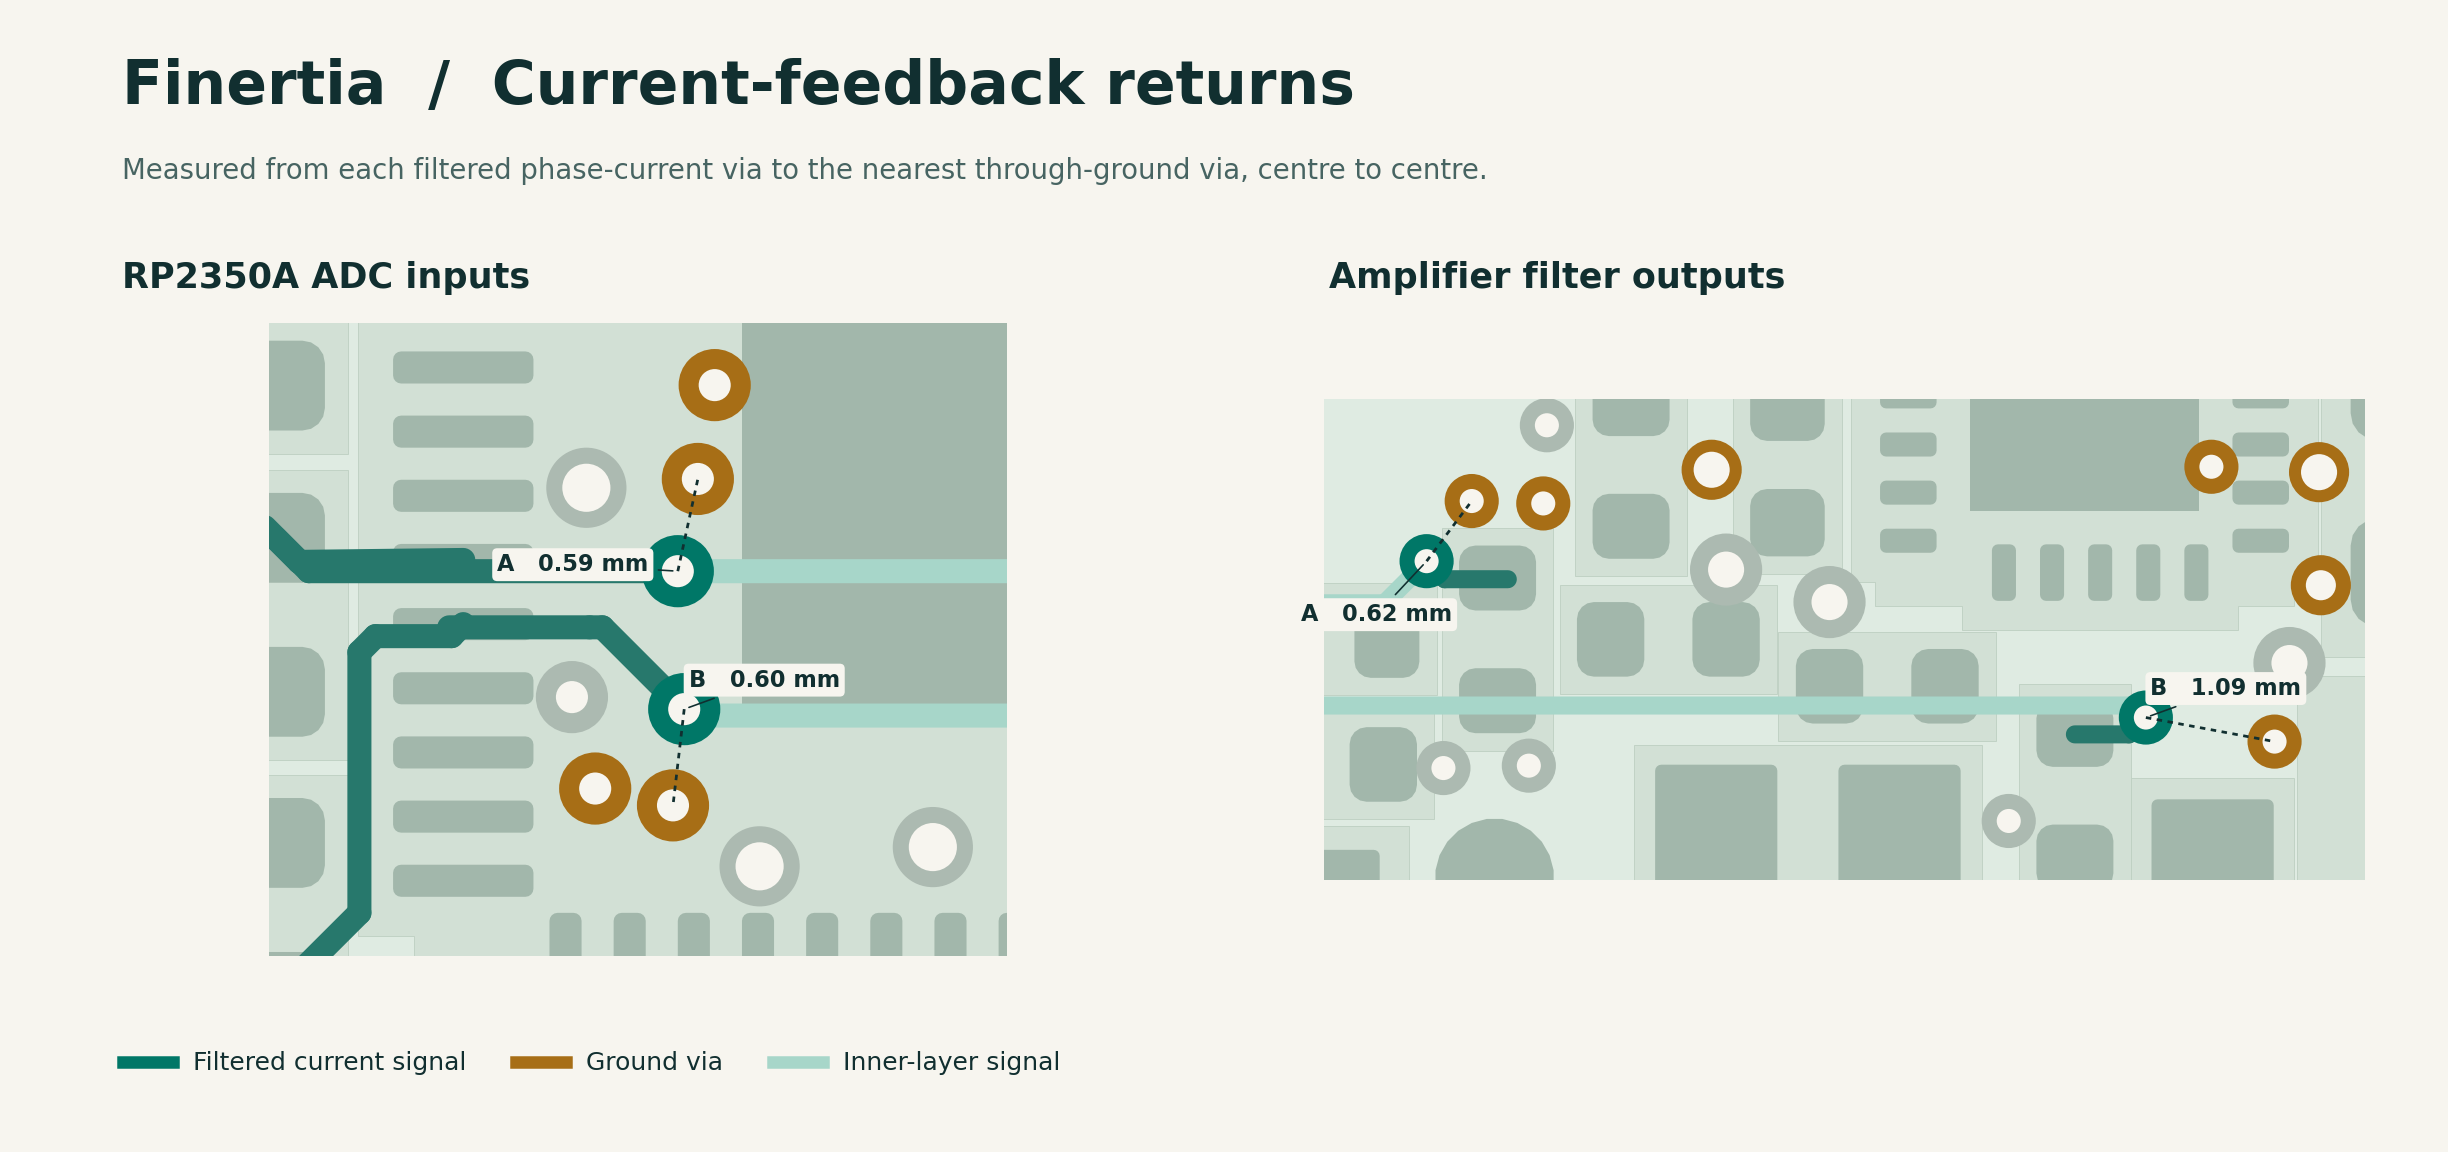 Finertia / Current-feedback returns
Measured from each filtered phase-current via to the nearest through-ground via, centre to centre.
RP2350A ADC inputs
A 0.59 mm
B 0.60 mm
Amplifier filter outputs
A 0.62 mm
B 1.09 mm
Filtered current signal
Ground via
Inner-layer signal